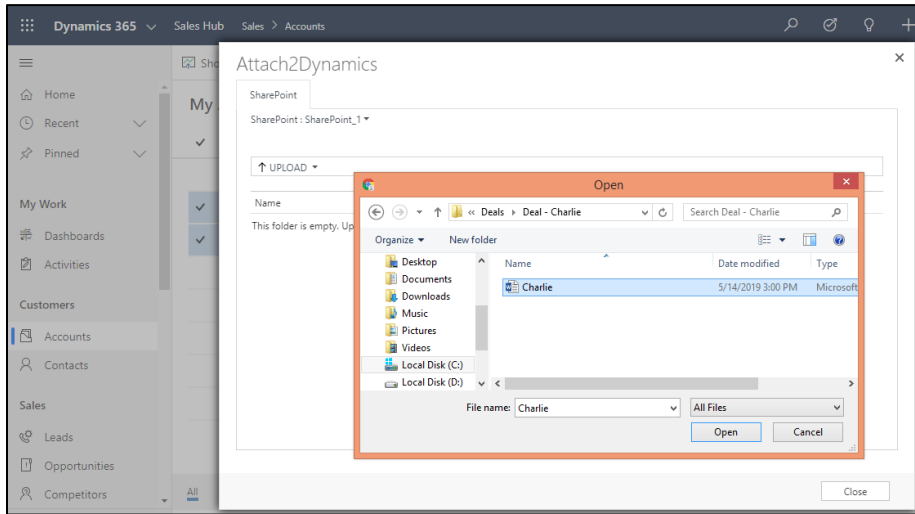 Dynamics 365 Sales Hub Sales > Accounts
Sho
Attach2Dynamics
Home
Recent
Pinned
My
SharePoint
SharePoint : SharePoint_1
UPLOAD
Name
This folder is empty. Up
My Work
Dashboards
Activities
Customers
Accounts
Contacts
Sales
Leads
Opportunities
Competitors
All
Open
« Deals Deal - Charlie
Search Deal - Charlie
Organize New folder
Desktop
Documents
Downloads
Music
Pictures
Videos
Local Disk (C:)
Local Disk (D:)
Name Date modified Type
Charlie 5/14/2019 3:00 PM Microsoft
File name: Charlie All Files
Open Cancel
Close